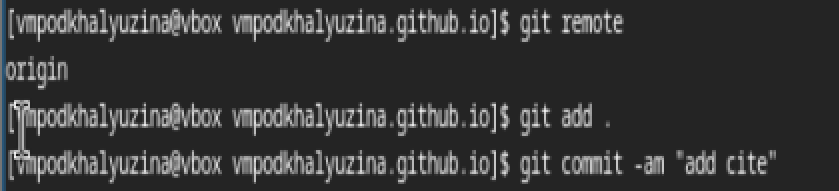 [vmpodkhalyuzina@vbox vmpodkhalyuzina.github.io]$ git remote
origin
[vmpodkhalyuzina@vbox vmpodkhalyuzina.github.io]$ git add .
[vmpodkhalyuzina@vbox vmpodkhalyuzina.github.io]$ git commit -am "add cite"